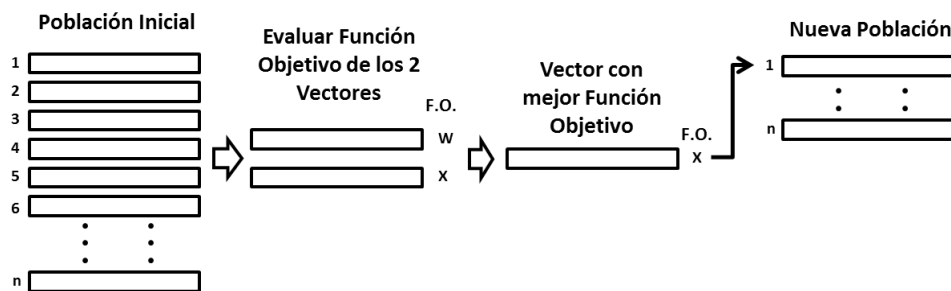 Población Inicial
1
2
3
4
5
6
n
Evaluar Función
Objetivo de los 2
Vectores
F.O.
W
X
Vector con
mejor Función
Objetivo
F.O.
X
Nueva Población
1
n